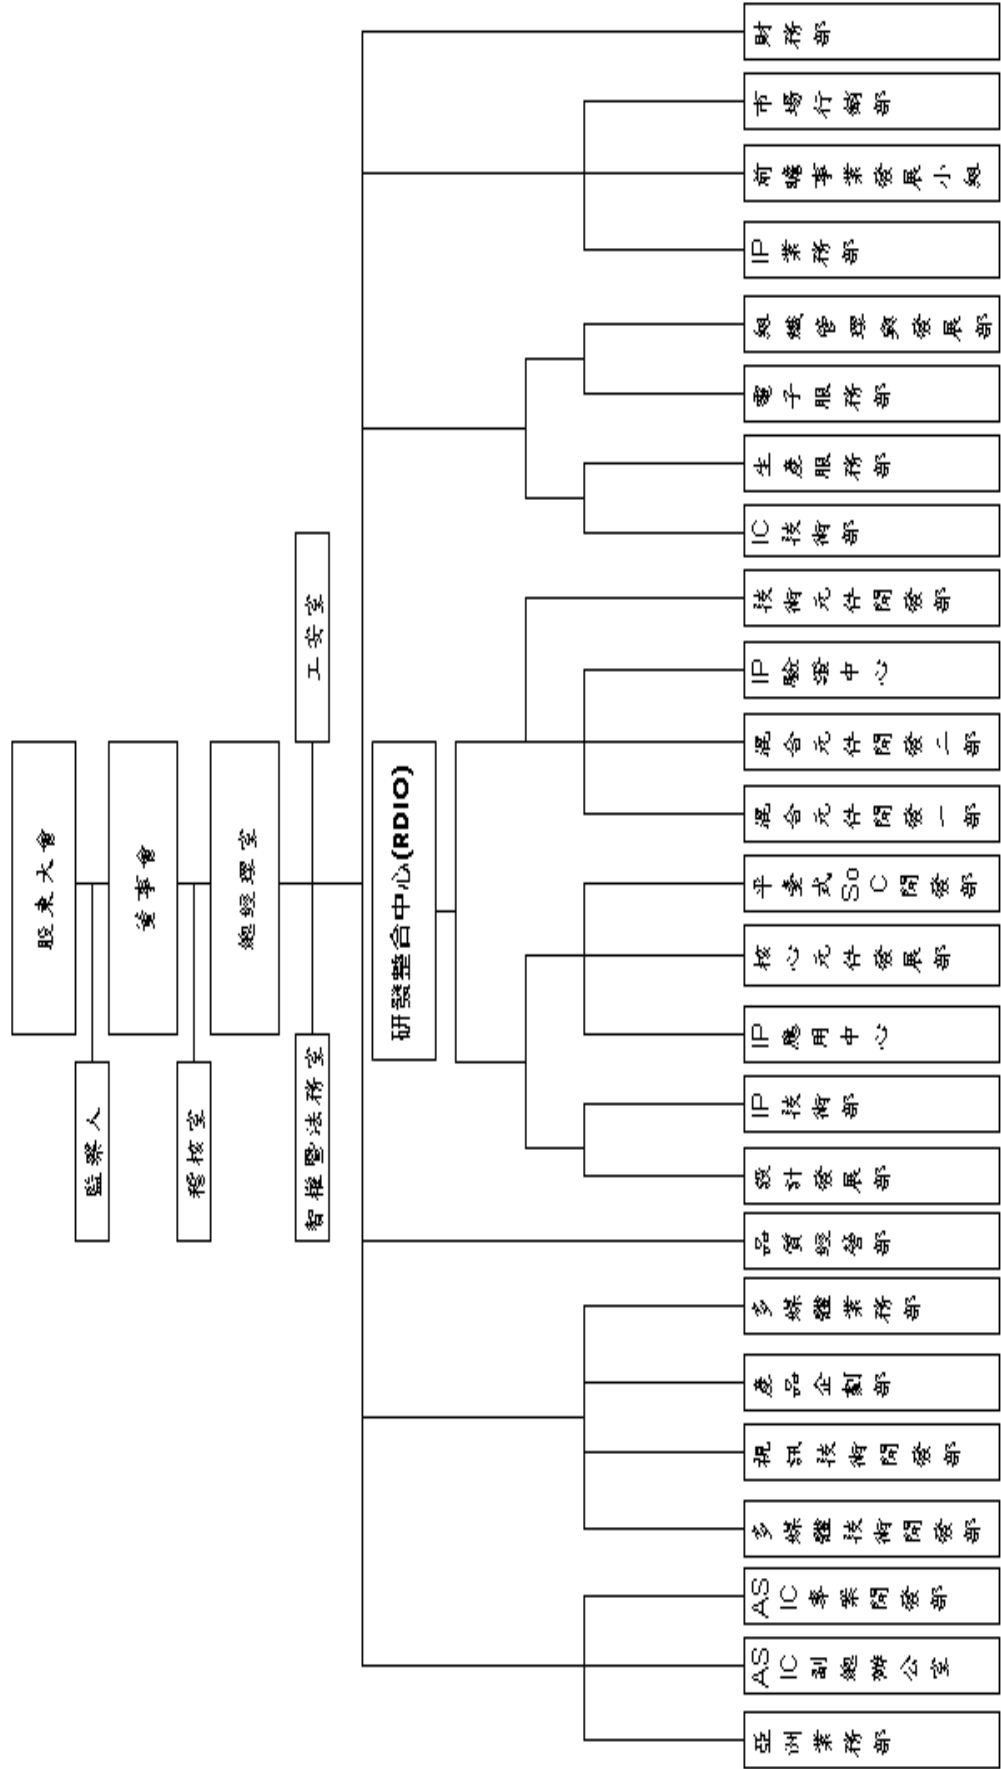 股東大會
監察人
董事會
稽核室
總經理室
智權暨法務室
工安室
研發整合中心(RDIO)
亞洲業務部
ASIC副總辦公室
ASIC專業開發部
多媒體技術開發部
視訊技術開發部
產品企劃部
多媒體業務部
品質經營部
設計發展部
IP技術部
IP應用中心
核心元件發展部
平臺式SoC開發部
混合元件開發一部
混合元件開發二部
IP驗證中心
技術元件開發部
IC技術部
生產服務部
電子服務部
組織管理與發展部
IP業務部
前瞻事業發展小組
市場行銷部
財務部